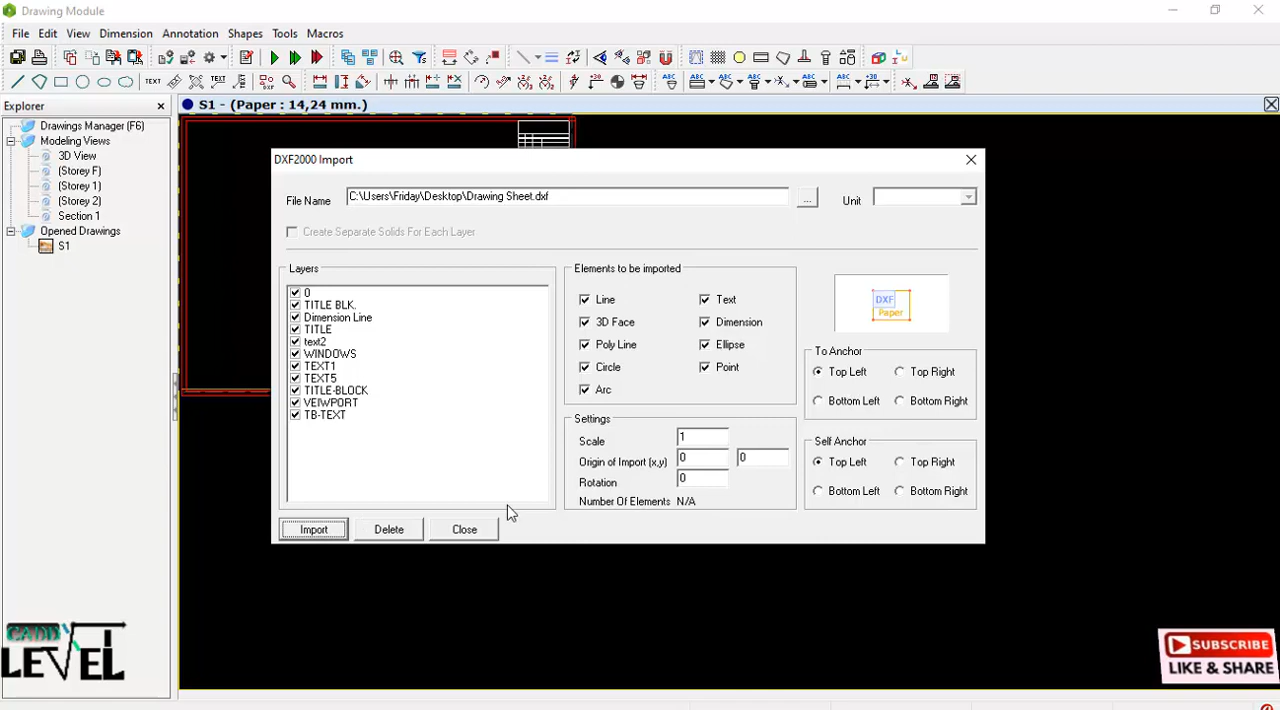 Drawing Module
File Edit View Dimension Annotation Shapes Tools Macros
TEXT TEXT
Explorer
Drawings Manager (F6)
Modeling Views
3D View
(Storey F)
(Storey 1)
(Storey 2)
Section 1
Opened Drawings
S1
S1 - (Paper : 14,24 mm.)
DXF2000 Import
File Name C:\Users\Friday\Desktop\Drawing Sheet.dxf ... Unit
Create Separate Solids For Each Layer
Layers
0
TITLE BLK.
Dimension Line
TITLE
text2
WINDOWS
TEXT1
TEXT5
TITLE-BLOCK
VEIWPORT
TB-TEXT
Import Delete Close
Elements to be imported
Line Text
3D Face Dimension
Poly Line Ellipse
Circle Point
Arc
Settings
Scale 1
Origin of Import (x,y) 0 0
Rotation 0
Number Of Elements N/A
DXF
Paper
To Anchor
Top Left Top Right
Bottom Left Bottom Right
Self Anchor
Top Left Top Right
Bottom Left Bottom Right
CADD
LEVEL
SUBSCRIBE
LIKE & SHARE